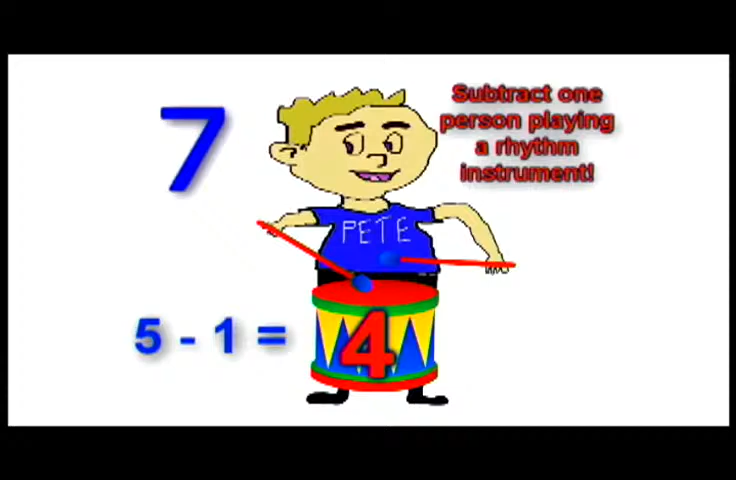 7
Subtract one
person playing
a rhythm
instrument!
PETE
5 - 1 = 4